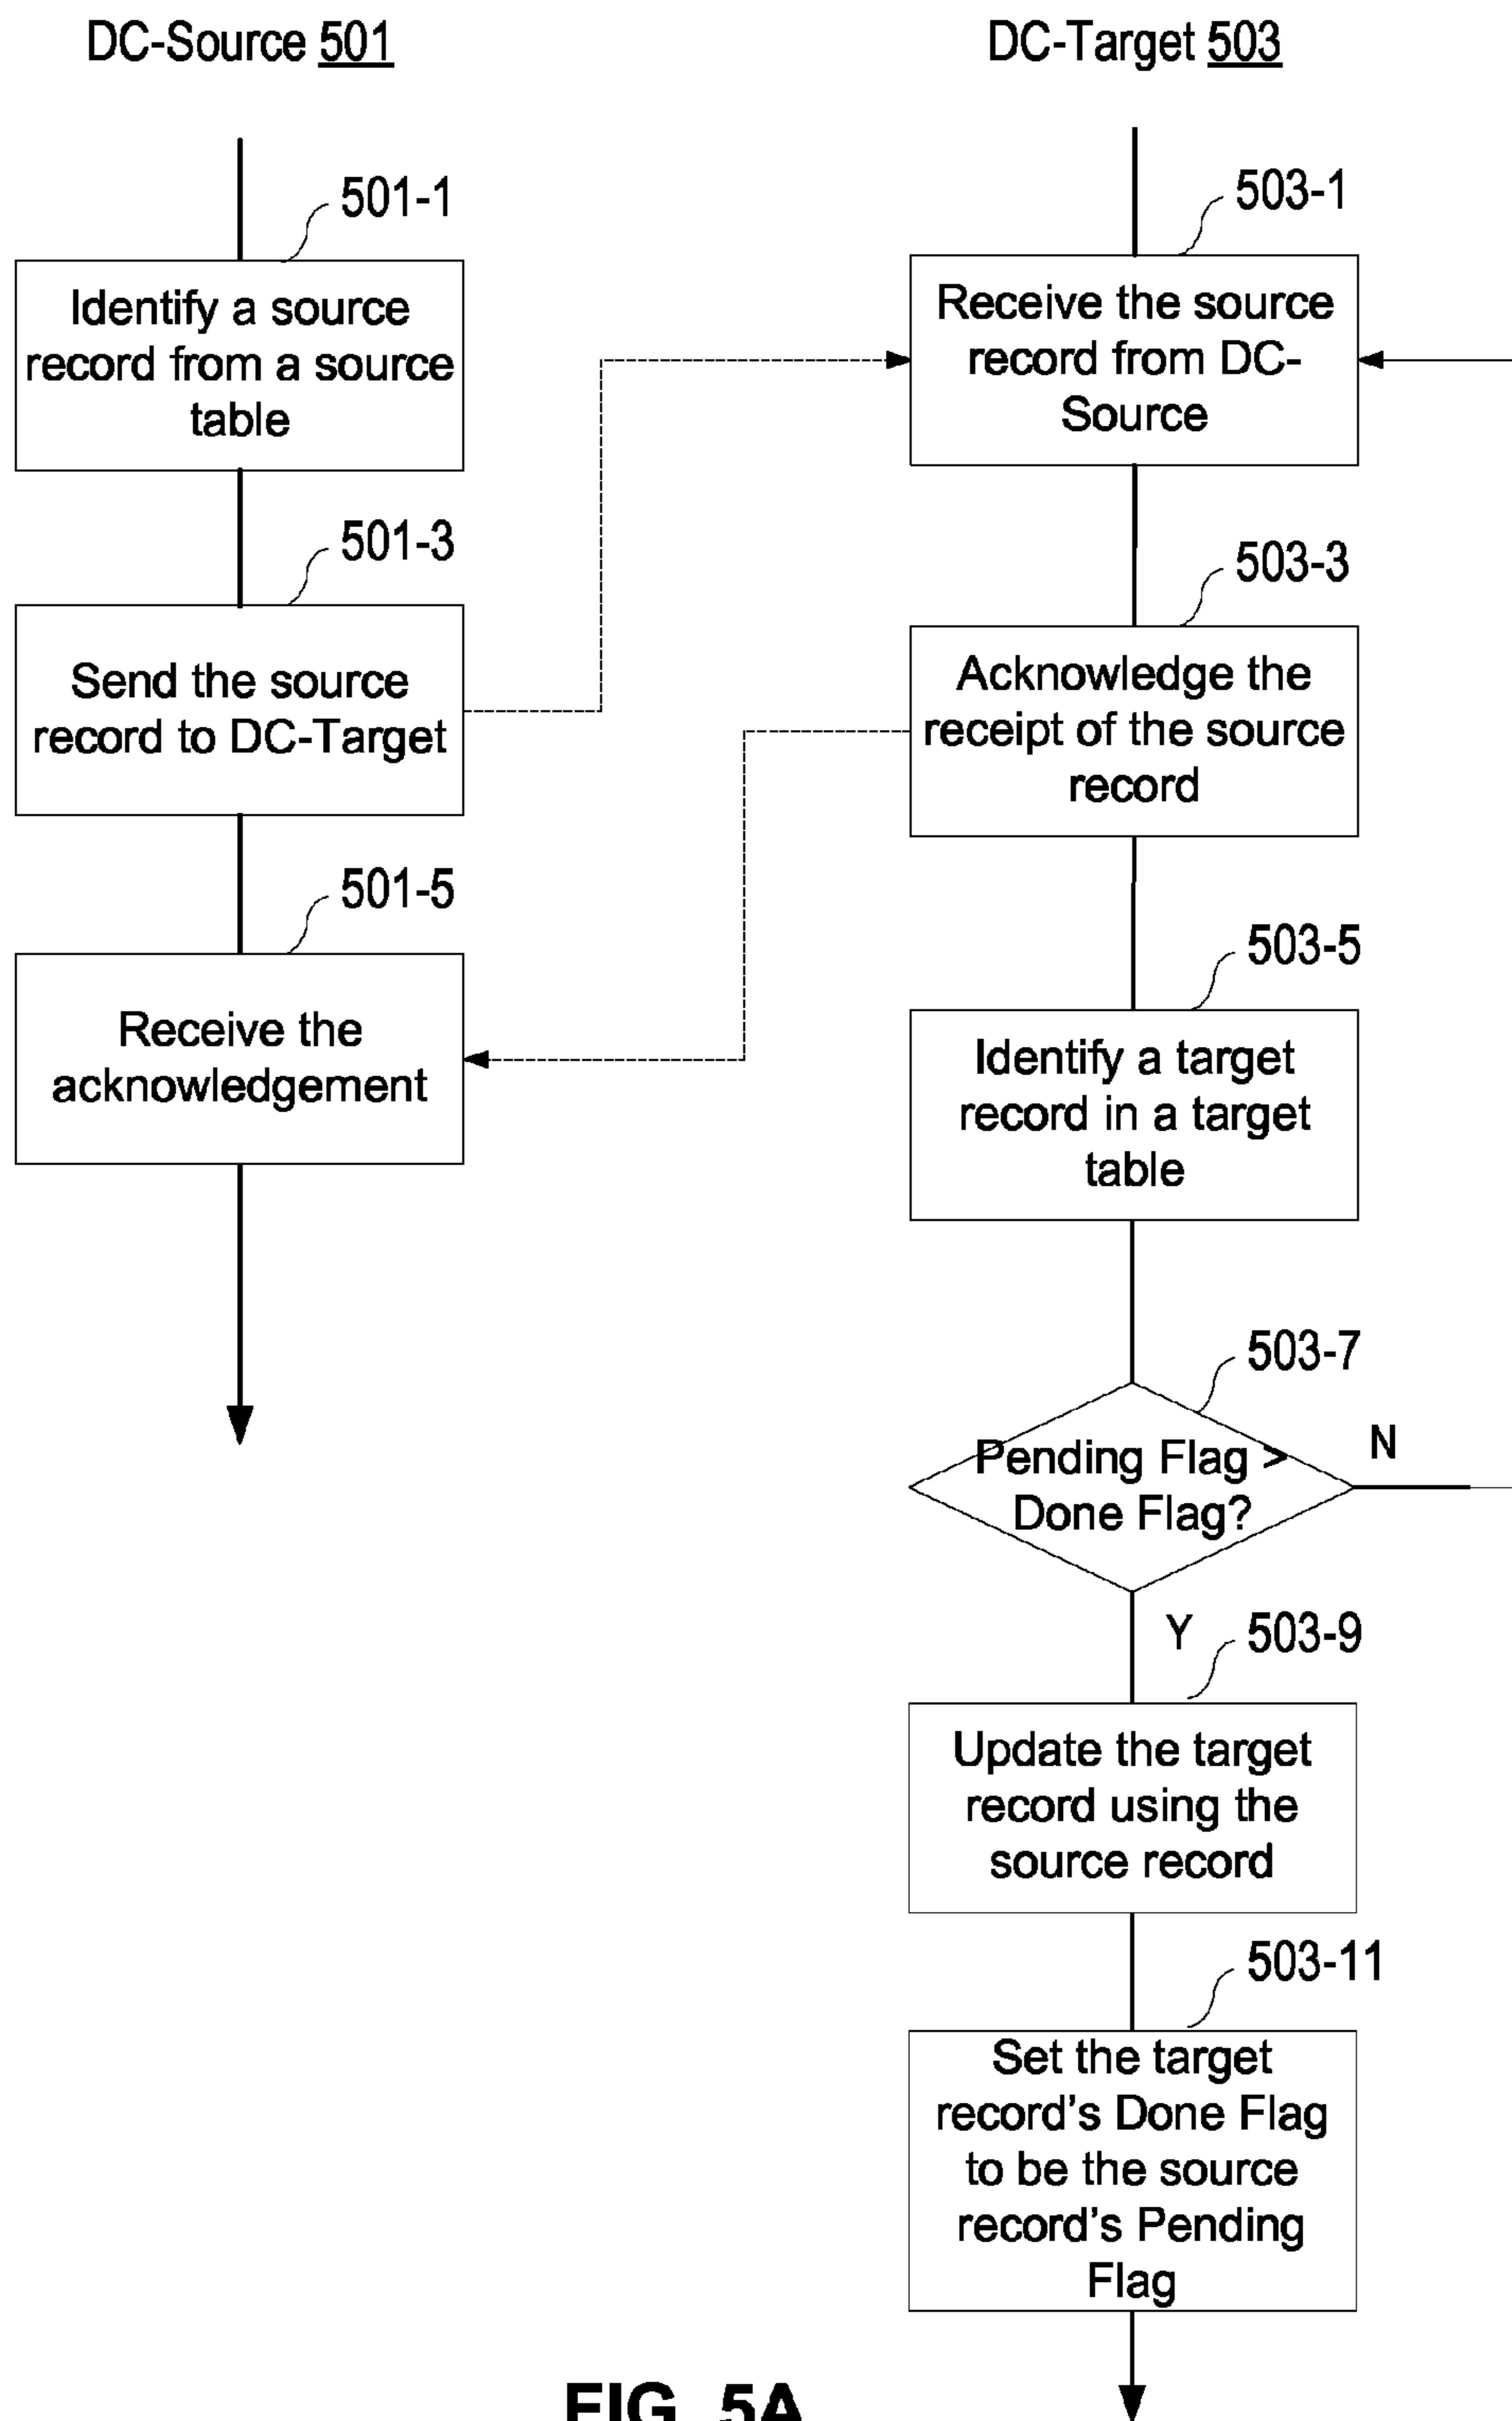 DC-Source 501
501-1
Identify a source
record from a source
table
501-3
Send the source
record to DC-Target
501-5
Receive the
acknowledgement
DC-Target 503
503-1
Receive the source
record from DC-
Source
503-3
Acknowledge the
receipt of the source
record
503-5
Identify a target
record in a target
table
503-7
Pending Flag >
Done Flag?
N
Y
503-9
Update the target
record using the
source record
503-11
Set the target
record's Done Flag
to be the source
record's Pending
Flag
FIG. 5A